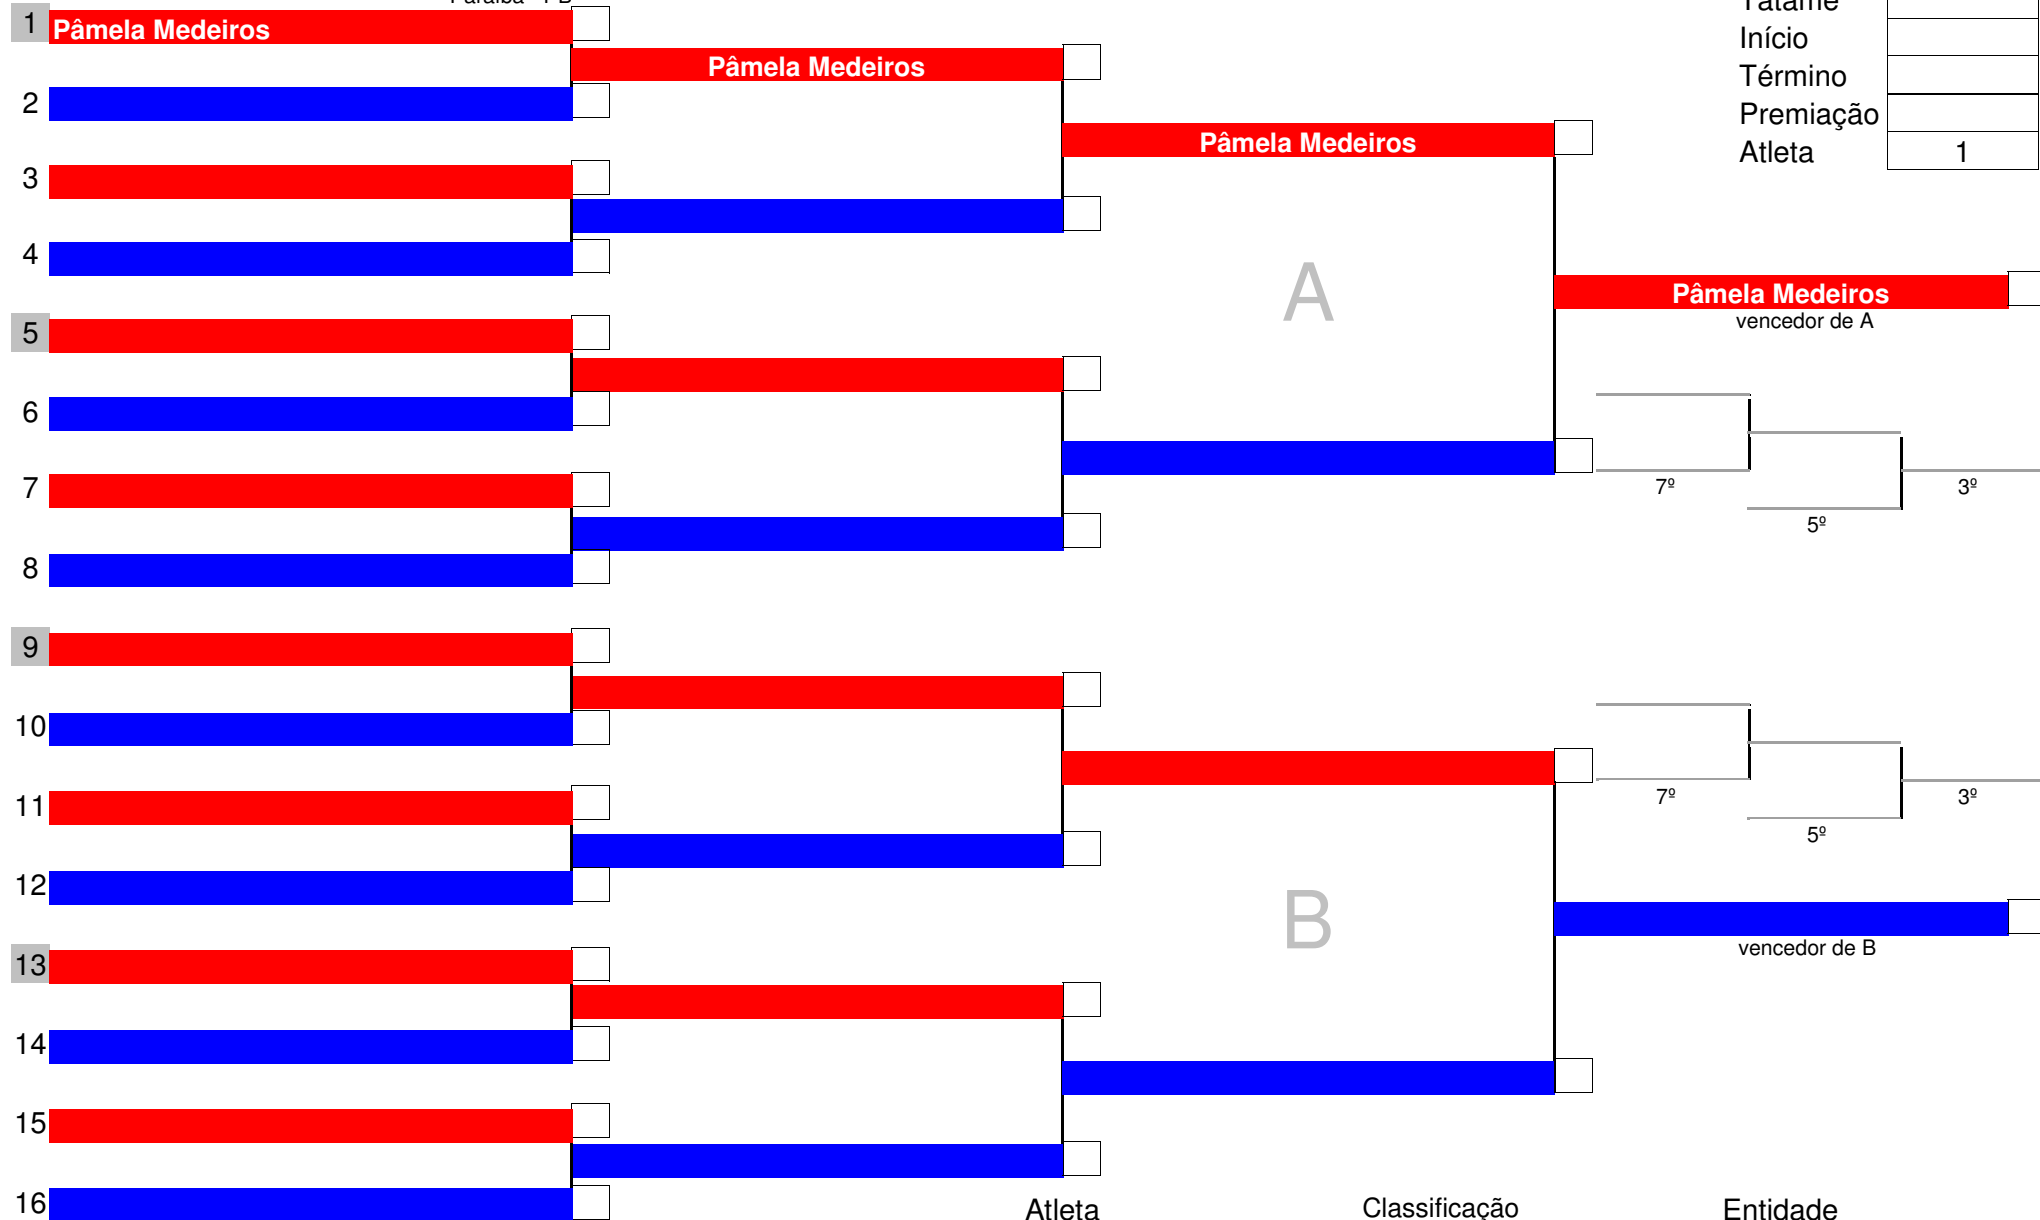 Paraíba - PB
1 Pâmela Medeiros
Tatame
Início
Pâmela Medeiros
Término
2
Premiação
Pâmela Medeiros
Atleta 1
3
4
A
Pâmela Medeiros
vencedor de A
5
6
7
7º 3º
5º
8
9
10
11
7º 3º
5º
12
B
vencedor de B
13
14
15
16
Atleta Classificação Entidade